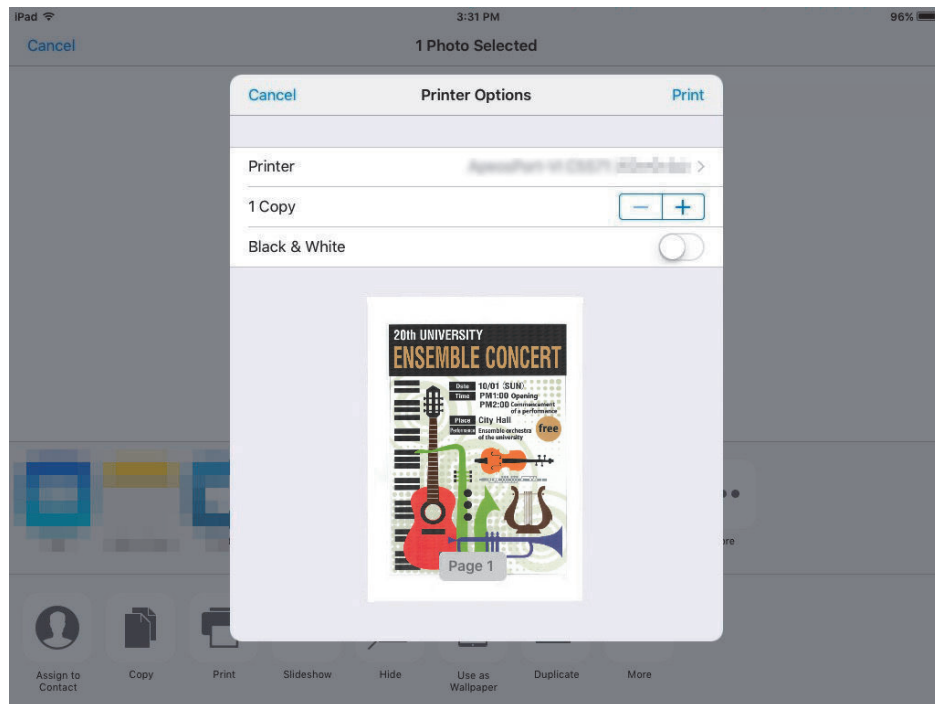 iPad 3:31 PM 96%
Cancel 1 Photo Selected
Cancel Printer Options Print
Printer
1 Copy − +
Black & White
20th UNIVERSITY
ENSEMBLE CONCERT
Date 10/01 (SUN)
Time PM1:00 Opening
PM2:00 Commencement
of a performance
Place City Hall
Ensemble orchestra
of the university
free
Page 1
Assign to
Contact
Copy
Print
Slideshow
Hide
Use as
Wallpaper
Duplicate
More